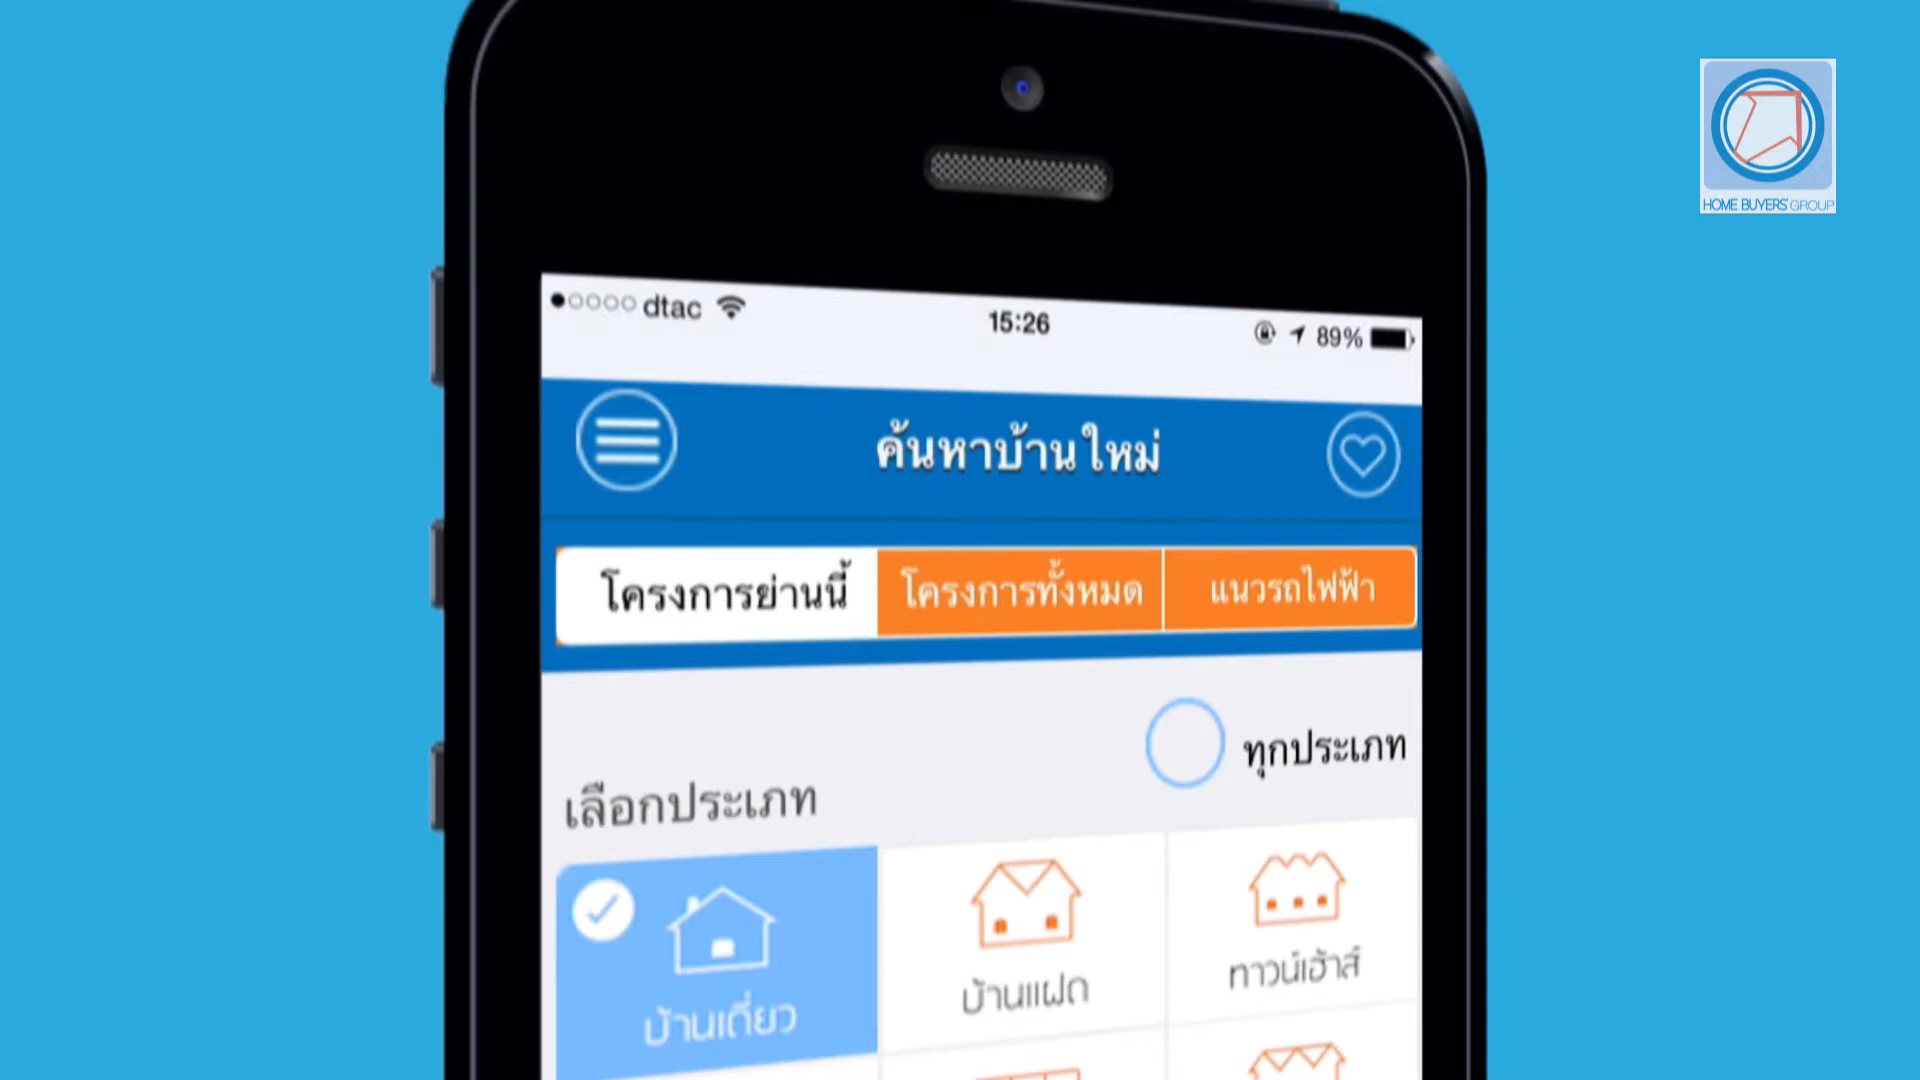 HOME BUYERS' GROUP
dtac
15:26
89%
ค้นหาบ้านใหม่
โครงการย่านนี้
โครงการทั้งหมด
แนวรถไฟฟ้า
ทุกประเภท
เลือกประเภท
บ้านเดี่ยว
บ้านแฝด
ทาวน์เฮ้าส์